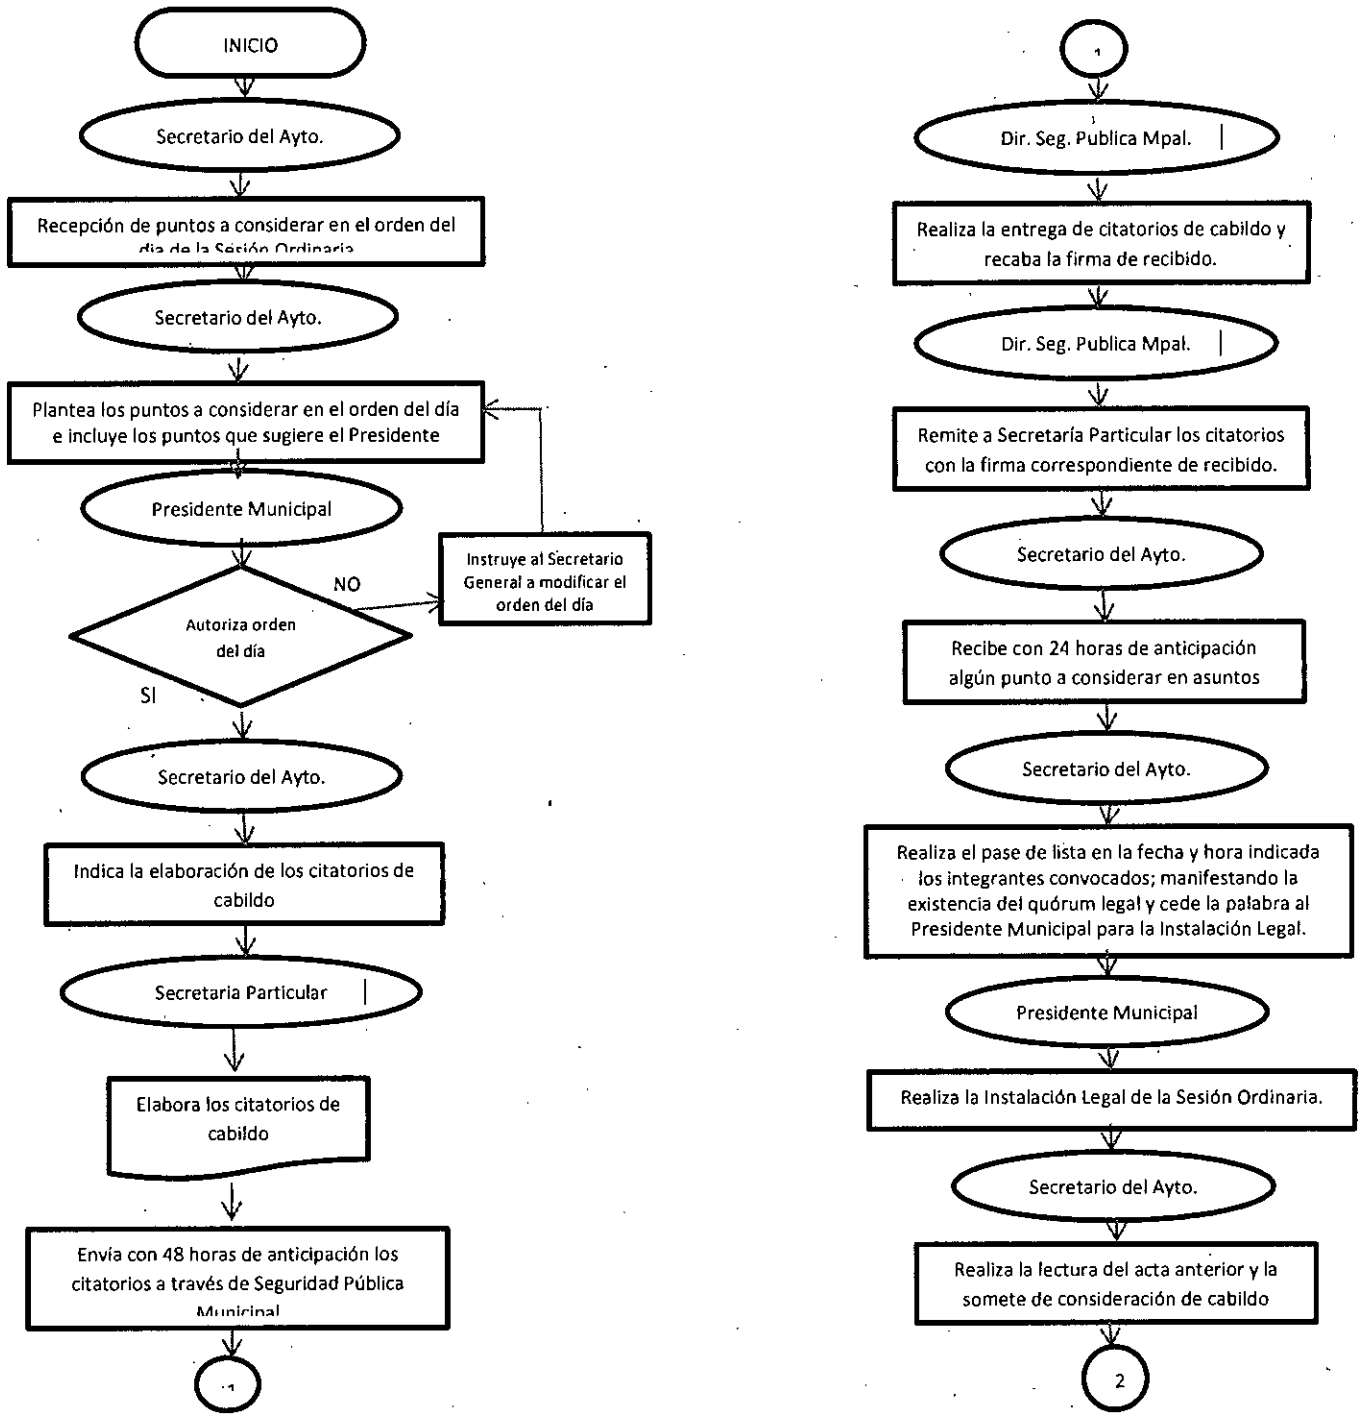 INICIO
Secretario del Ayto.
Recepción de puntos a considerar en el orden del
dia de la Sesión Ordinaria
Secretario del Ayto.
Plantea los puntos a considerar en el orden del día
e incluye los puntos que sugiere el Presidente
Presidente Municipal
Instruye al Secretario
General a modificar el
orden del día
NO
Autoriza orden
del día
SI
Secretario del Ayto.
Indica la elaboración de los citatorios de
cabildo
Secretaria Particular
Elabora los citatorios de
cabildo
Envía con 48 horas de anticipación los
citatorios a través de Seguridad Pública
Municipal
1
1
Dir. Seg. Publica Mpal.
Realiza la entrega de citatorios de cabildo y
recaba la firma de recibido.
Dir. Seg. Publica Mpal.
Remite a Secretaría Particular los citatorios
con la firma correspondiente de recibido.
Secretario del Ayto.
Recibe con 24 horas de anticipación
algún punto a considerar en asuntos
Secretario del Ayto.
Realiza el pase de lista en la fecha y hora indicada
los integrantes convocados; manifestando la
existencia del quórum legal y cede la palabra al
Presidente Municipal para la Instalación Legal.
Presidente Municipal
Realiza la Instalación Legal de la Sesión Ordinaria.
Secretario del Ayto.
Realiza la lectura del acta anterior y la
somete de consideración de cabildo
2